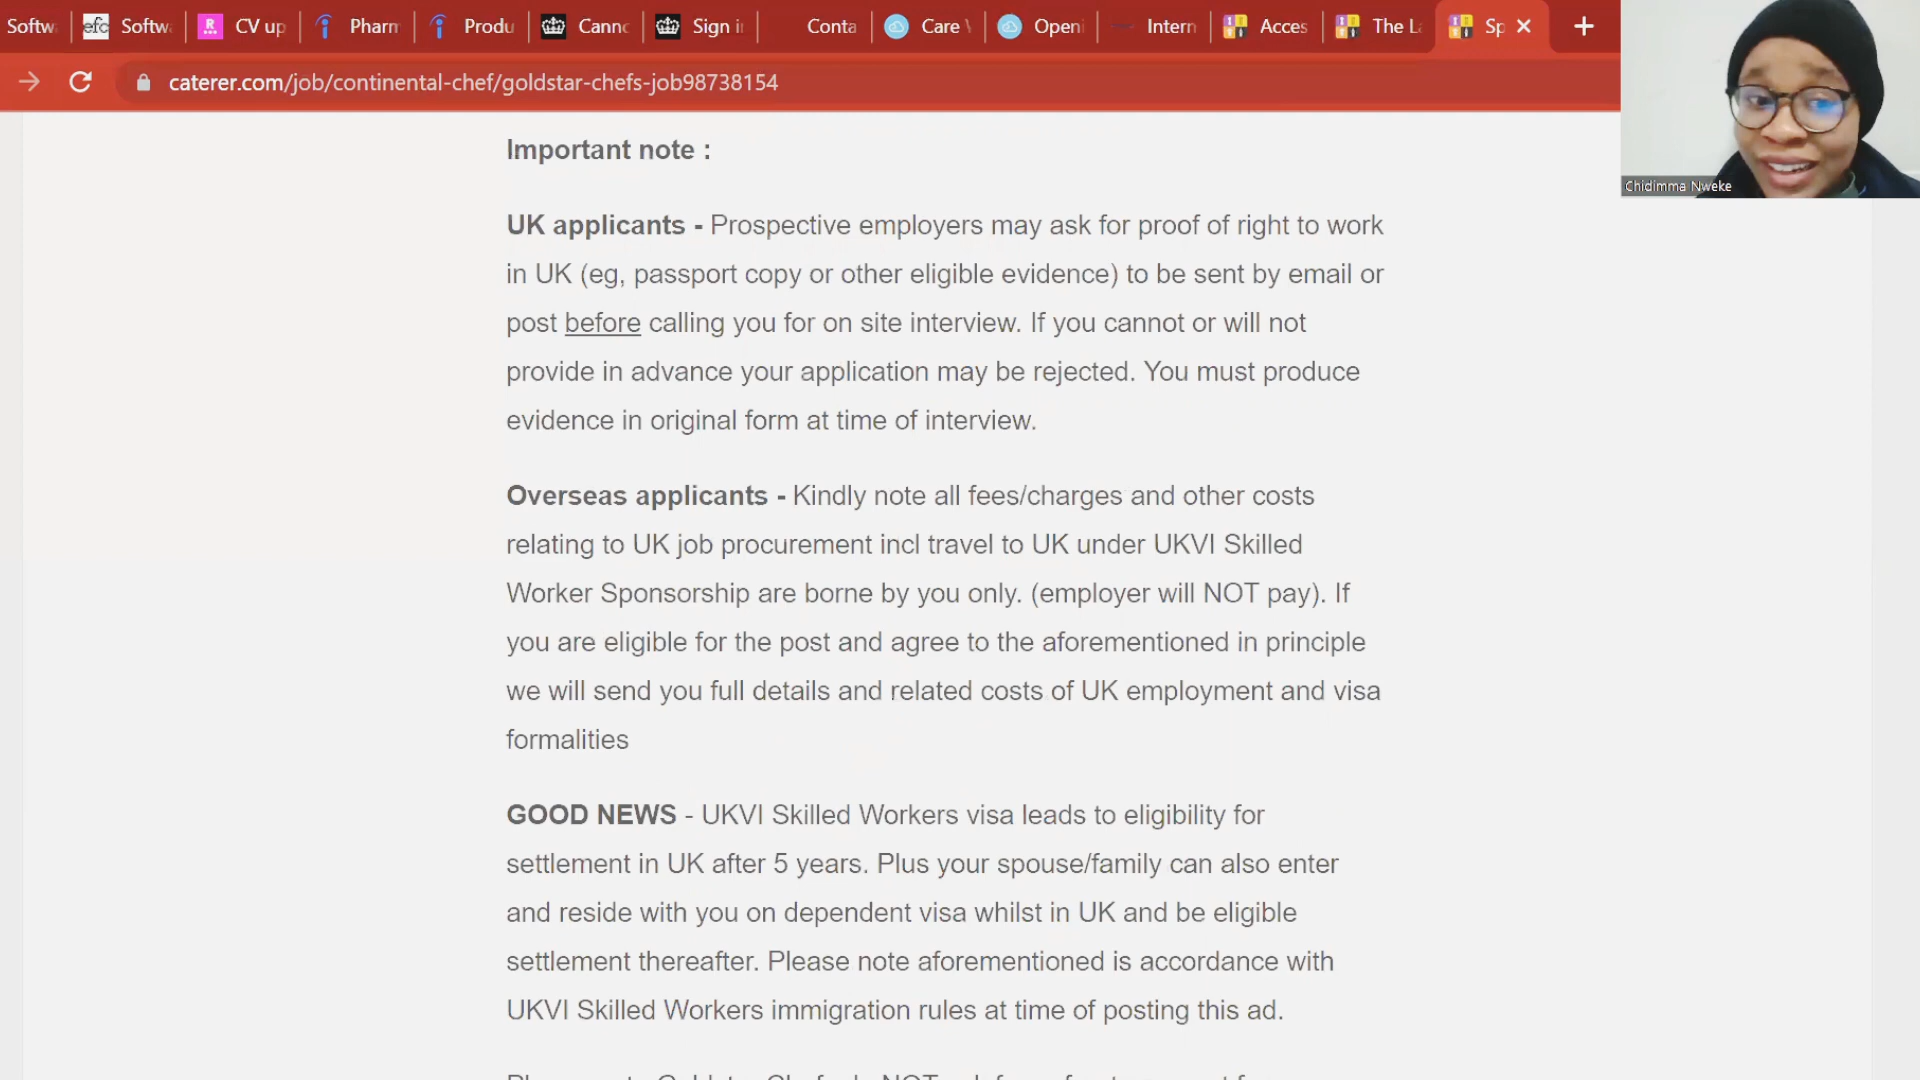 Softw Softw CV up Pharm Produ Canno Sign i Conta Care Open Intern Acces The L Sp
caterer.com/job/continental-chef/goldstar-chefs-job98738154
Chidimma Nweke
Important note :
UK applicants - Prospective employers may ask for proof of right to work
in UK (eg, passport copy or other eligible evidence) to be sent by email or
post before calling you for on site interview. If you cannot or will not
provide in advance your application may be rejected. You must produce
evidence in original form at time of interview.
Overseas applicants - Kindly note all fees/charges and other costs
relating to UK job procurement incl travel to UK under UKVI Skilled
Worker Sponsorship are borne by you only. (employer will NOT pay). If
you are eligible for the post and agree to the aforementioned in principle
we will send you full details and related costs of UK employment and visa
formalities
GOOD NEWS - UKVI Skilled Workers visa leads to eligibility for
settlement in UK after 5 years. Plus your spouse/family can also enter
and reside with you on dependent visa whilst in UK and be eligible
settlement thereafter. Please note aforementioned is accordance with
UKVI Skilled Workers immigration rules at time of posting this ad.